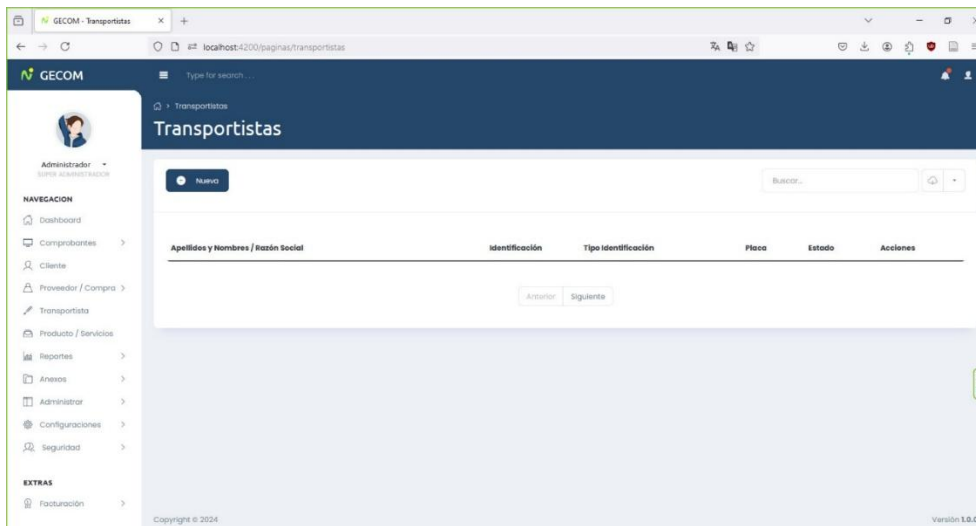 GECOM - Transportistas
localhost:4200/paginas/transportistas
GECOM
Type for search ...
Transportistas
Transportistas
Administrador
SUPER ADMINISTRADOR
NAVEGACION
Dashboard
Comprobantes
Cliente
Proveedor / Compra
Transportista
Producto / Servicios
Reportes
Anexos
Administrar
Configuraciones
Seguridad
EXTRAS
Facturación
Nuevo
Buscar...
Apellidos y Nombres / Razón Social Identificación Tipo Identificación Placa Estado Acciones
Anterior Siguiente
Copyright © 2024 Versión 1.0.0